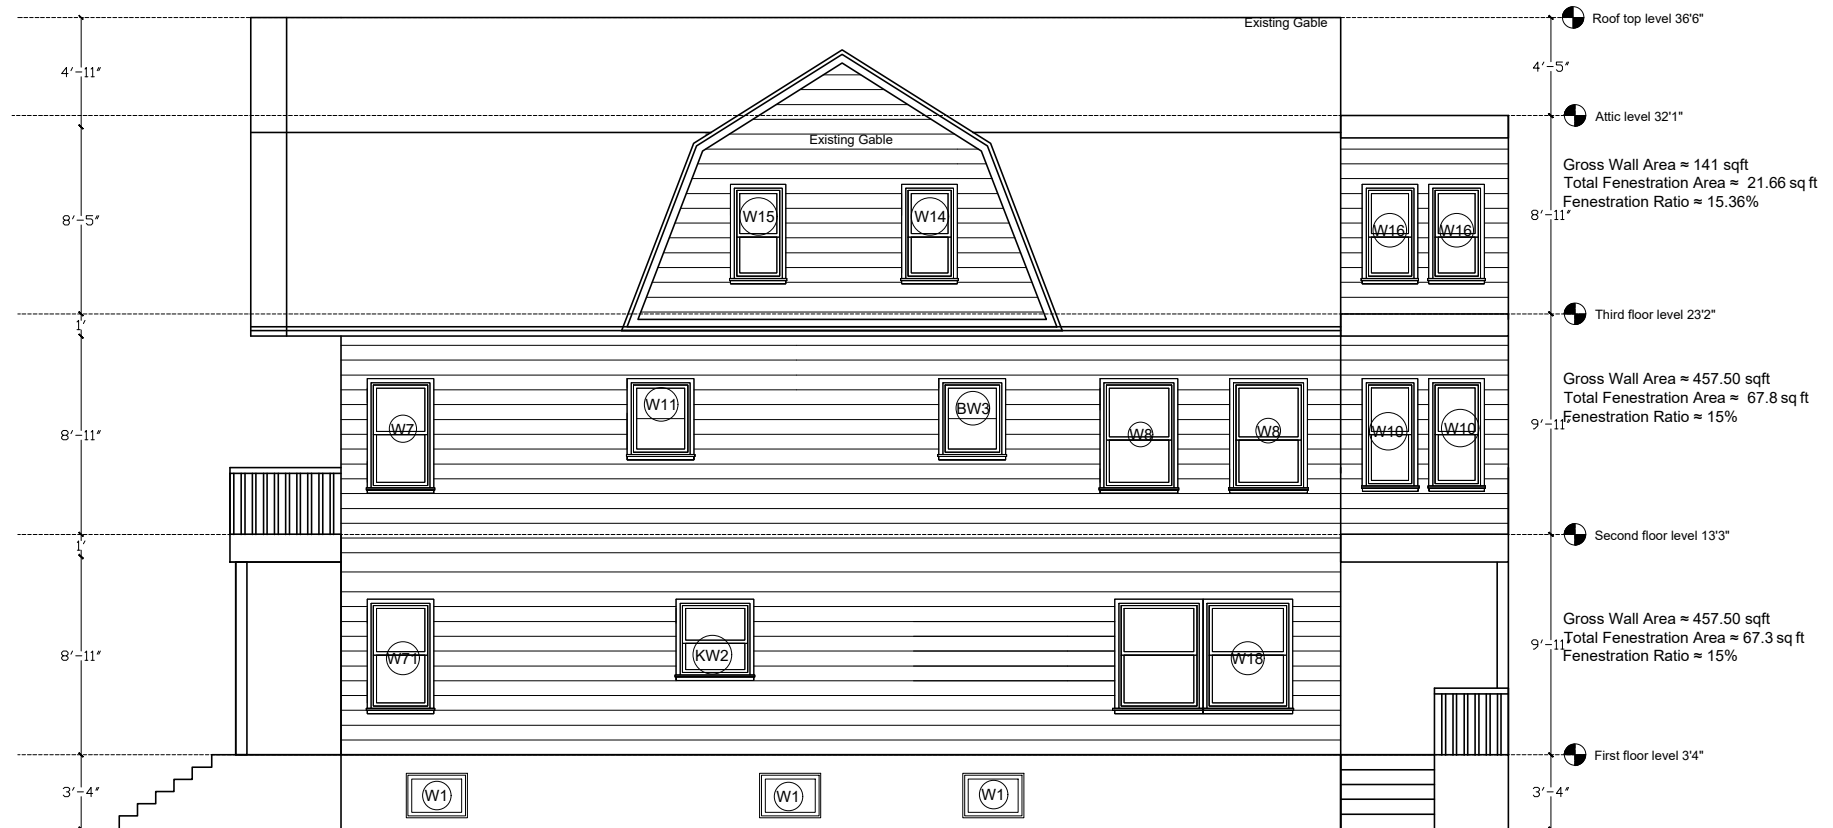 Existing Gable
Roof top level 36'6"
4'-11"
4'-5"
Attic level 32'1"
Existing Gable
Gross Wall Area ≈ 141 sqft
Total Fenestration Area ≈ 21.66 sq ft
Fenestration Ratio ≈ 15.36%
8'-5"
W15
W14
W16
W16
8'-11"
1'
Third floor level 23'2"
Gross Wall Area ≈ 457.50 sqft
Total Fenestration Area ≈ 67.8 sq ft
Fenestration Ratio ≈ 15%
8'-11"
W7
W11
BW3
W8
W8
W10
W10
9'-11"
1'
Second floor level 13'3"
Gross Wall Area ≈ 457.50 sqft
Total Fenestration Area ≈ 67.3 sq ft
Fenestration Ratio ≈ 15%
8'-11"
W71
KW2
W18
9'-11"
First floor level 3'4"
3'-4"
W1
W1
W1
3'-4"